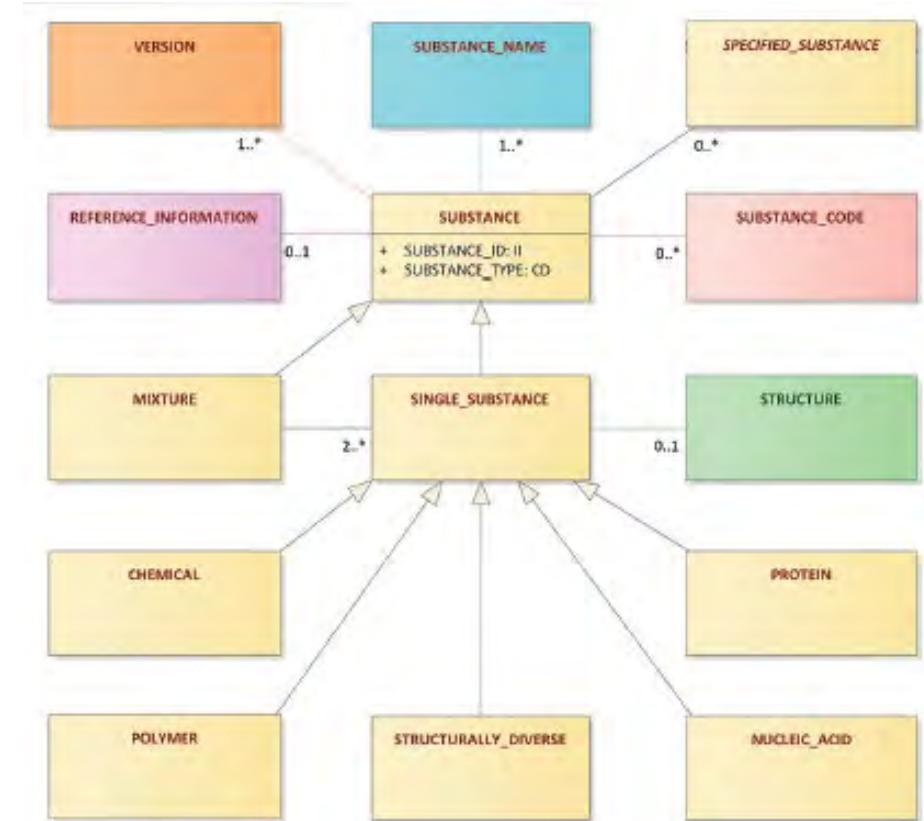 VERSION
SUBSTANCE_NAME
SPECIFIED_SUBSTANCE
1..*
1..*
0..*
REFERENCE_INFORMATION
SUBSTANCE
SUBSTANCE_CODE
0..1
+ SUBSTANCE_ID: II
0..*
+ SUBSTANCE_TYPE: CD
MIXTURE
SINGLE_SUBSTANCE
STRUCTURE
2..*
0..1
CHEMICAL
PROTEIN
POLYMER
STRUCTURALLY_DIVERSE
NUCLEIC_ACID